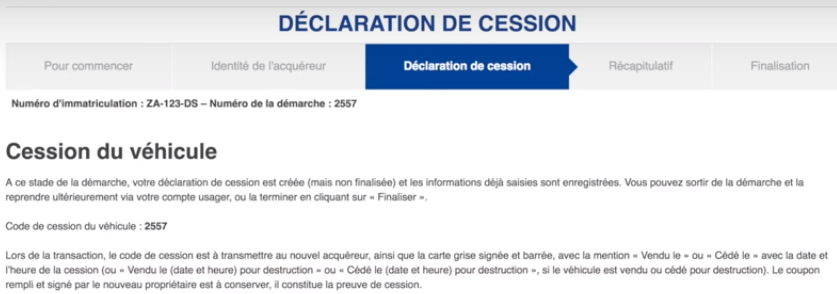 DÉCLARATION DE CESSION
Pour commencer
Identité de l'acquéreur
Déclaration de cession
Récapitulatif
Finalisation
Numéro d'immatriculation : ZA-123-DS – Numéro de la démarche : 2557
Cession du véhicule
A ce stade de la démarche, votre déclaration de cession est créée (mais non finalisée) et les informations déjà saisies sont enregistrées. Vous pouvez sortir de la démarche et la
reprendre ultérieurement via votre compte usager, ou la terminer en cliquant sur « Finaliser ».
Code de cession du véhicule : 2557
Lors de la transaction, le code de cession est à transmettre au nouvel acquéreur, ainsi que la carte grise signée et barrée, avec la mention « Vendu le » ou « Cédé le » avec la date et
l'heure de la cession (ou « Vendu le (date et heure) pour destruction » ou « Cédé le (date et heure) pour destruction », si le véhicule est vendu ou cédé pour destruction). Le coupon
rempli et signé par le nouveau propriétaire est à conserver, il constitue la preuve de cession.